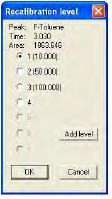 Recalibration level
Peak: F-Toluene
Time: 3.090
Area: 1863.646
1 (10.000)
2 (50.000)
3 (100.000)
4
5
Add level
6
7
OK Cancel